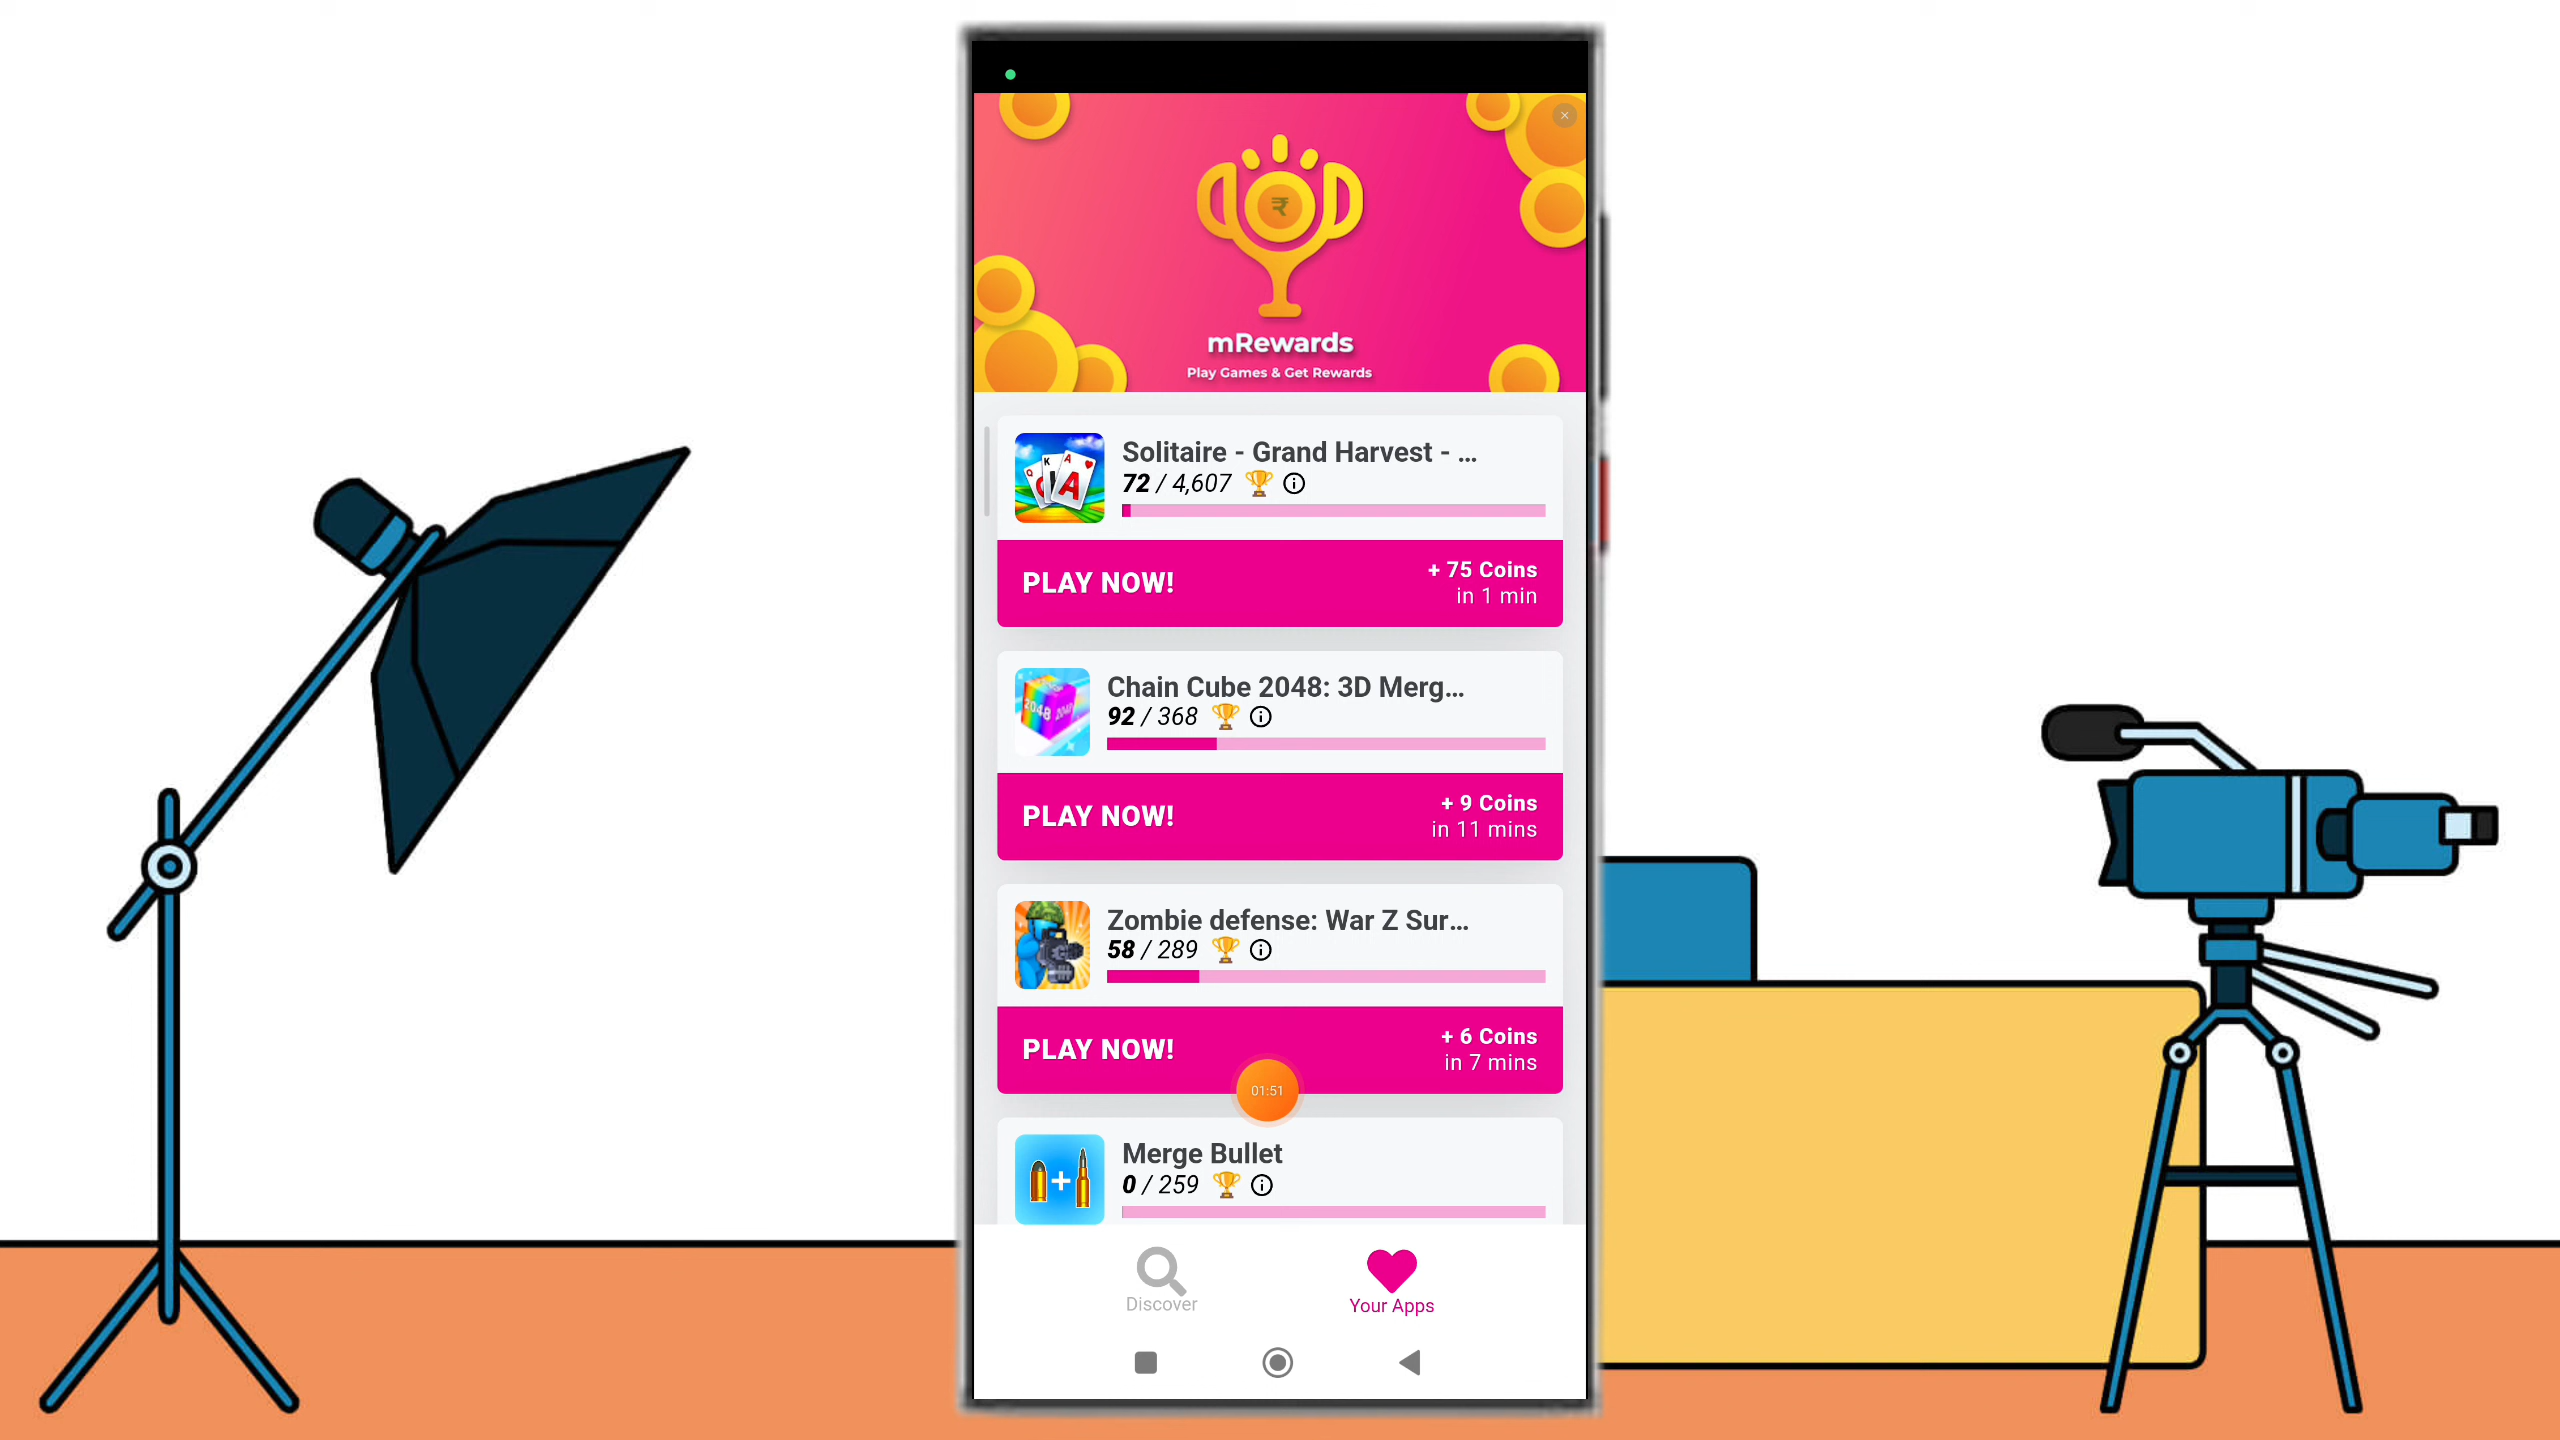 ₹
mRewards
Play Games & Get Rewards
Solitaire - Grand Harvest - ...
72 / 4,607
PLAY NOW!
+ 75 Coins
in 1 min
Chain Cube 2048: 3D Merg...
92 / 368
PLAY NOW!
+ 9 Coins
in 11 mins
Zombie defense: War Z Sur...
58 / 289
PLAY NOW!
+ 6 Coins
in 7 mins
01:51
Merge Bullet
0 / 259
Discover
Your Apps